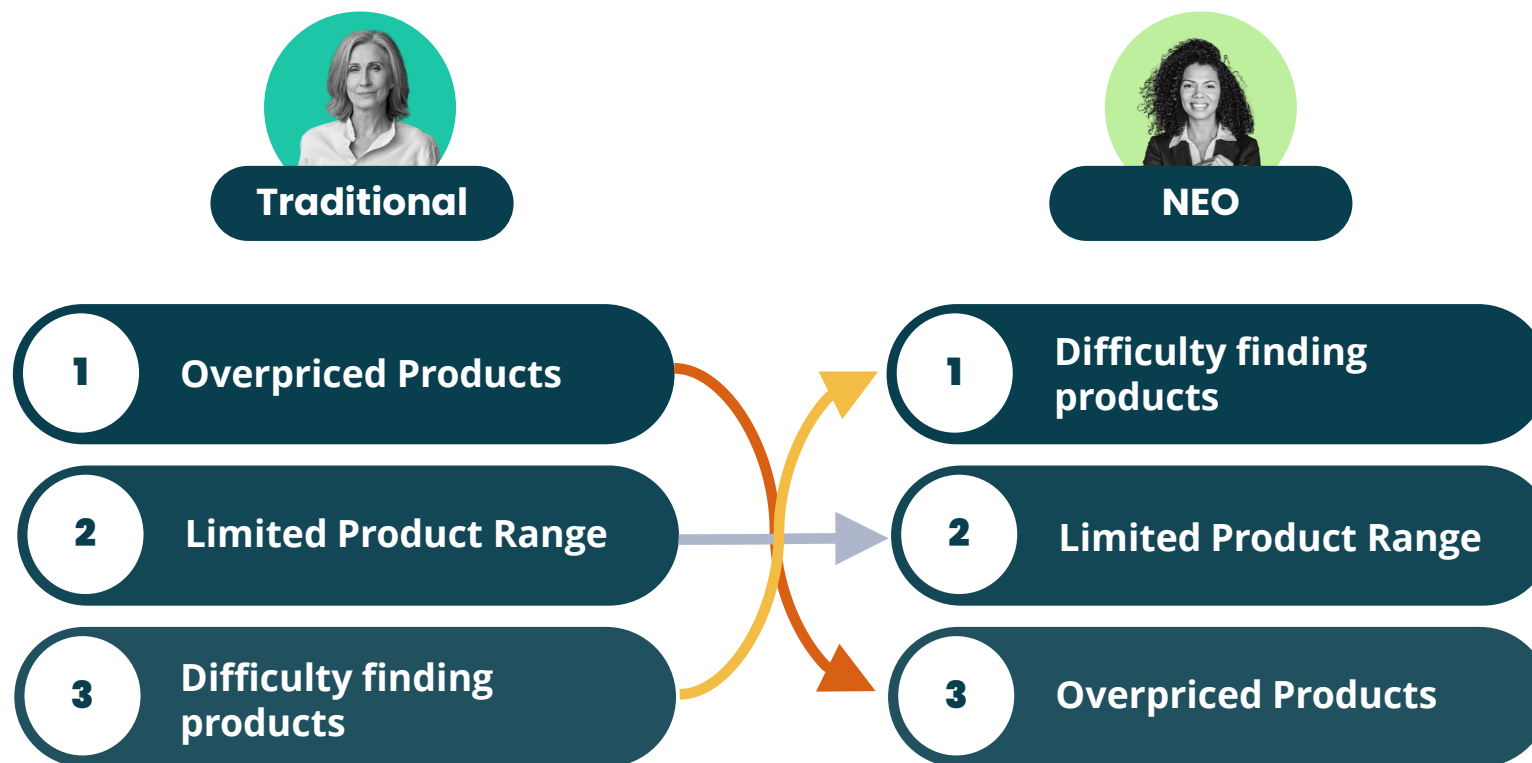 Traditional
NEO
1
Overpriced Products
2
Limited Product Range
3
Difficulty finding
products
1
Difficulty finding
products
2
Limited Product Range
3
Overpriced Products